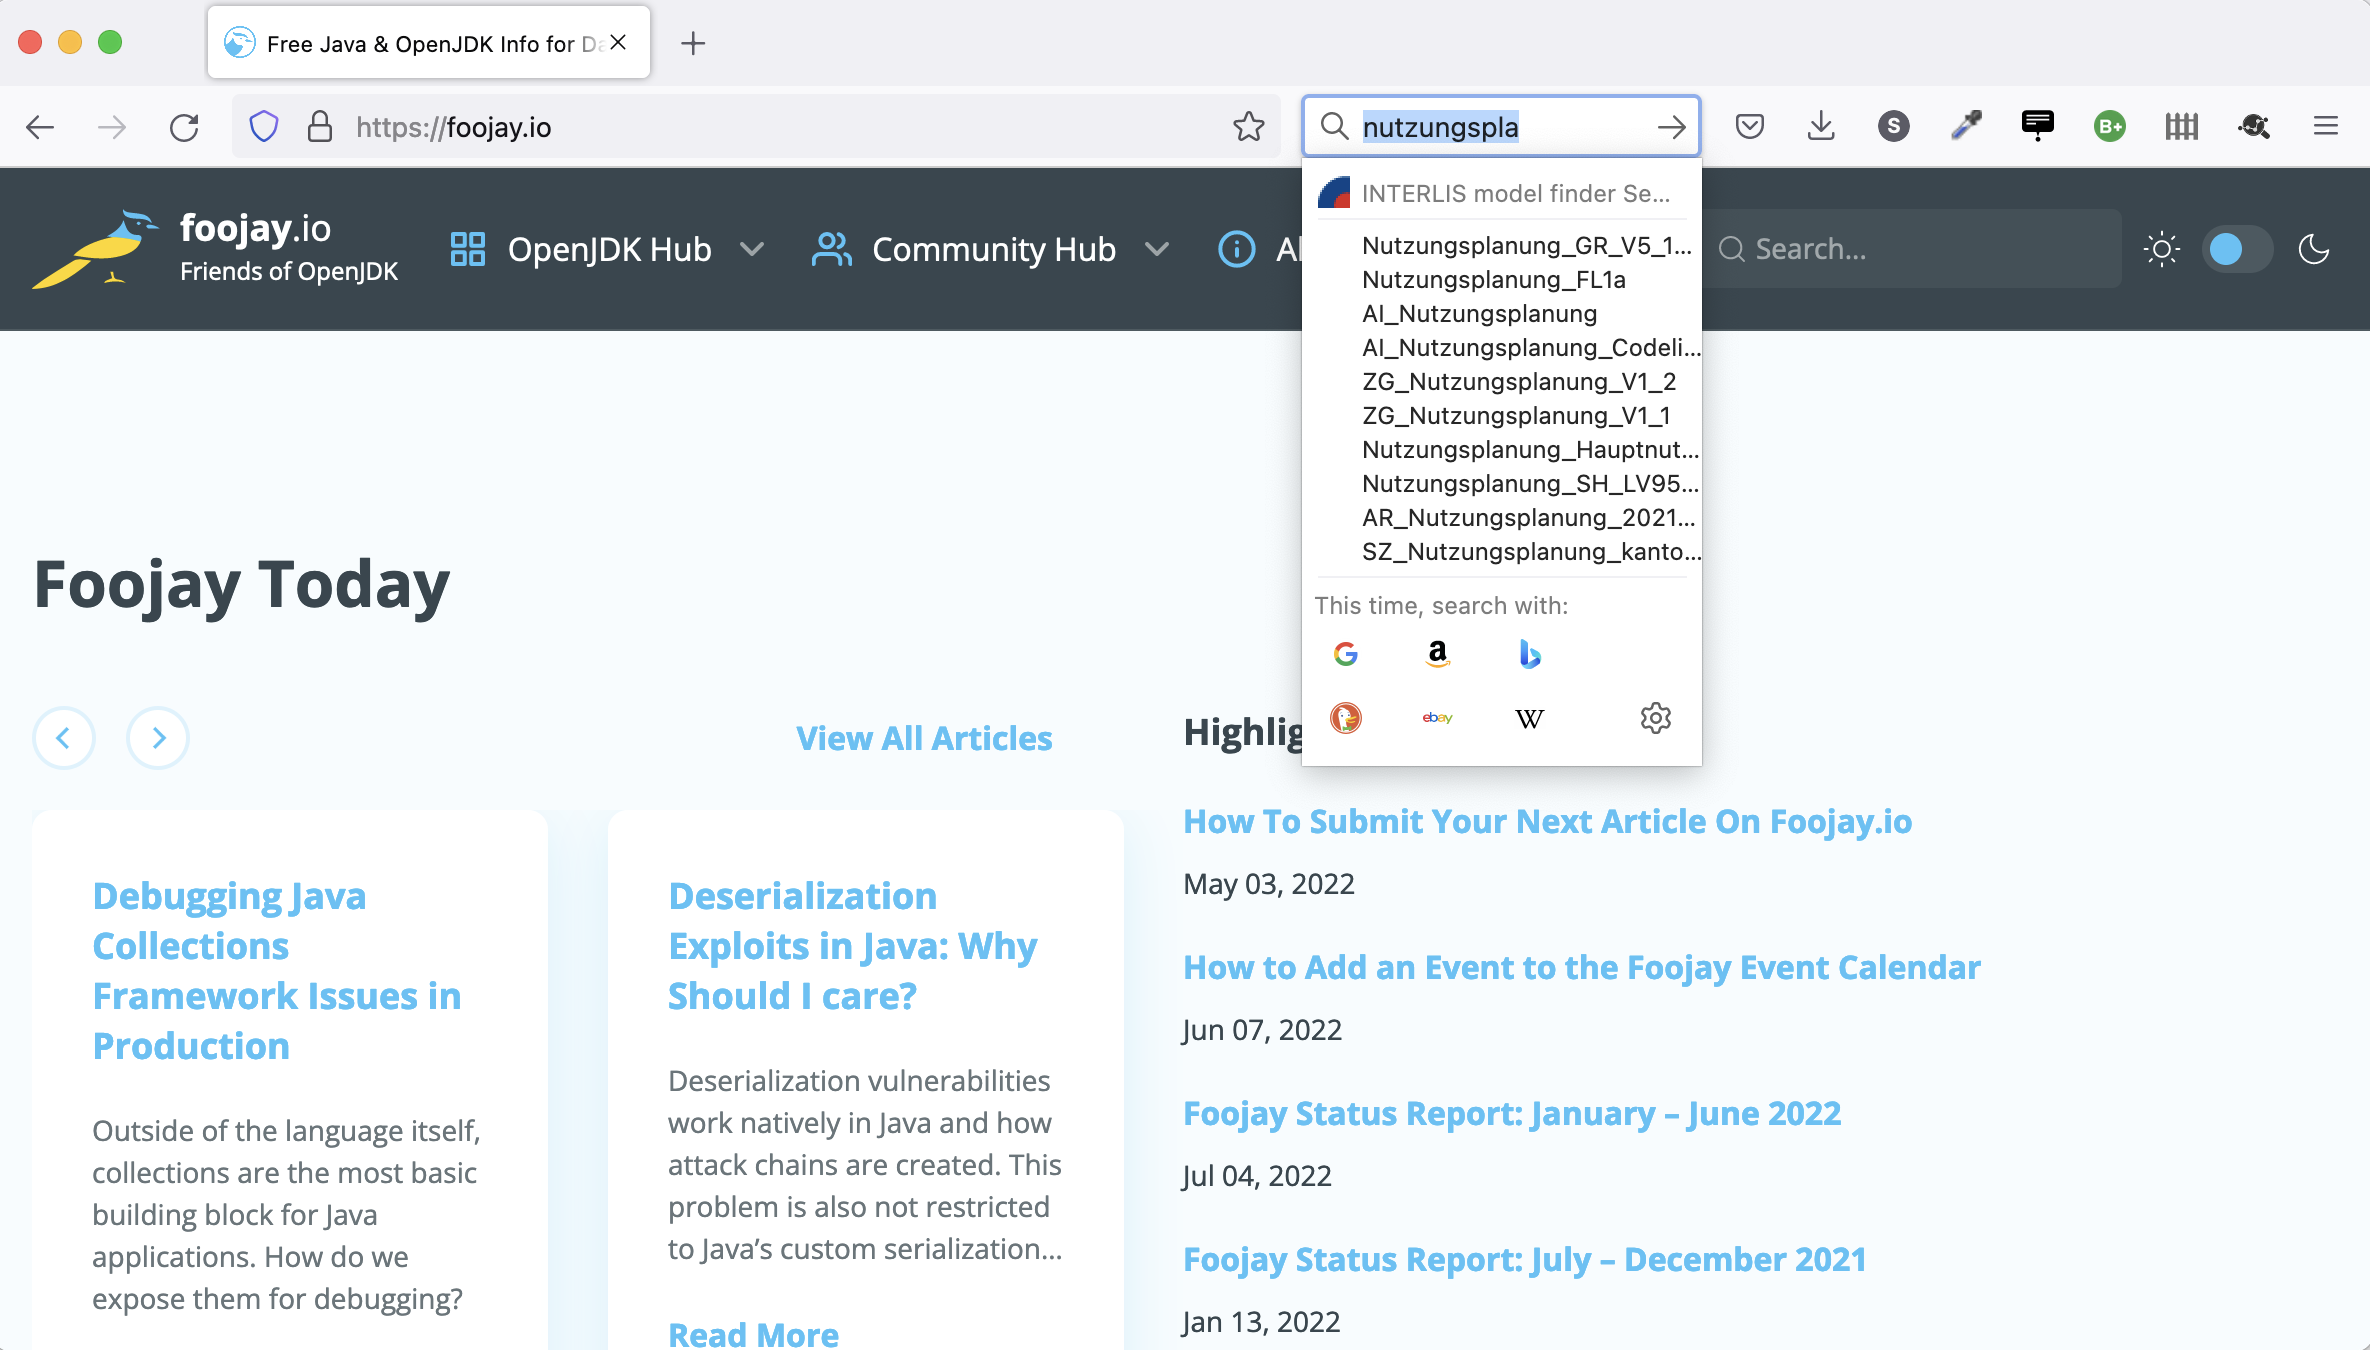 Free Java & OpenJDK Info for Da
https://foojay.io
nutzungspla
S
B+
INTERLIS model finder Se...
Nutzungsplanung_GR_V5_1...
Nutzungsplanung_FL1a
AI_Nutzungsplanung
AI_Nutzungsplanung_Codeli...
ZG_Nutzungsplanung_V1_2
ZG_Nutzungsplanung_V1_1
Nutzungsplanung_Hauptnut...
Nutzungsplanung_SH_LV95...
AR_Nutzungsplanung_2021...
SZ_Nutzungsplanung_kanto...
This time, search with:
G
a
b
ebay
W
foojay.io
Friends of OpenJDK
OpenJDK Hub
Community Hub
Search...
Foojay Today
View All Articles
Debugging Java
Collections
Framework Issues in
Production
Outside of the language itself,
collections are the most basic
building block for Java
applications. How do we
expose them for debugging?
Deserialization
Exploits in Java: Why
Should I care?
Deserialization vulnerabilities
work natively in Java and how
attack chains are created. This
problem is also not restricted
to Java’s custom serialization...
Read More
Highlig
How To Submit Your Next Article On Foojay.io
May 03, 2022
How to Add an Event to the Foojay Event Calendar
Jun 07, 2022
Foojay Status Report: January – June 2022
Jul 04, 2022
Foojay Status Report: July – December 2021
Jan 13, 2022